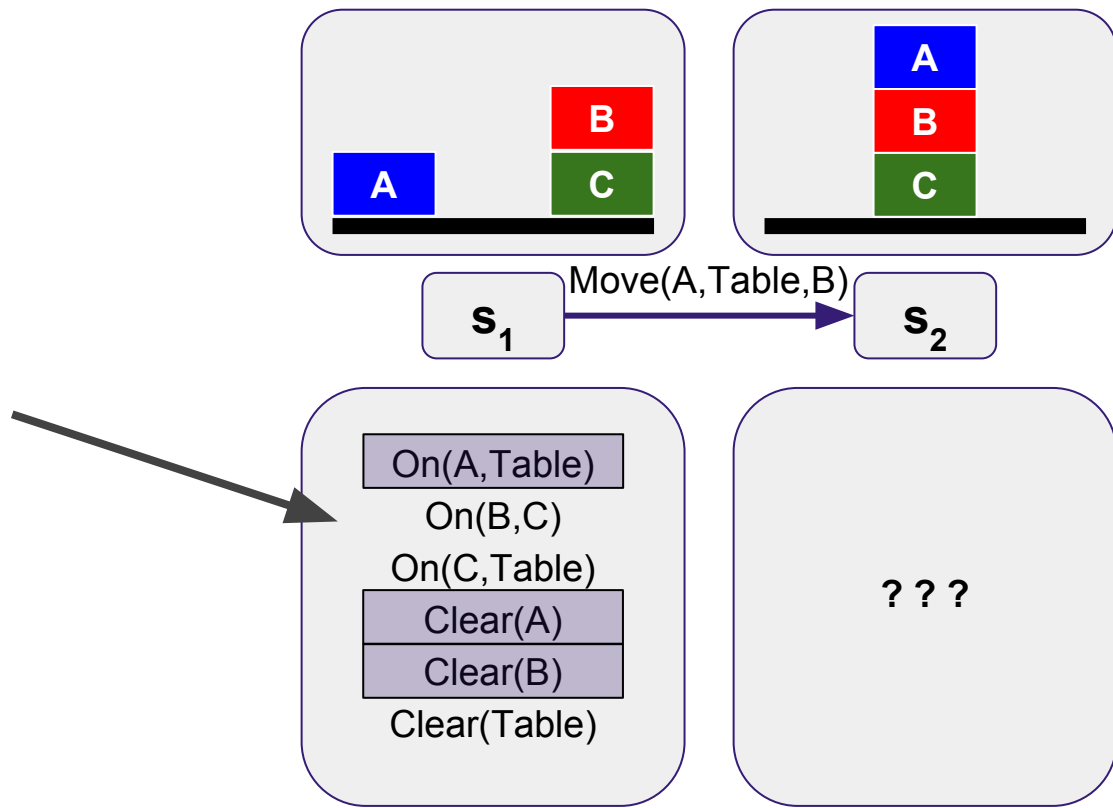 A
B
A
B
C
C
Move(A,Table,B)
s₁
s₂
On(A,Table)
On(B,C)
On(C,Table)
Clear(A)
Clear(B)
Clear(Table)
? ? ?